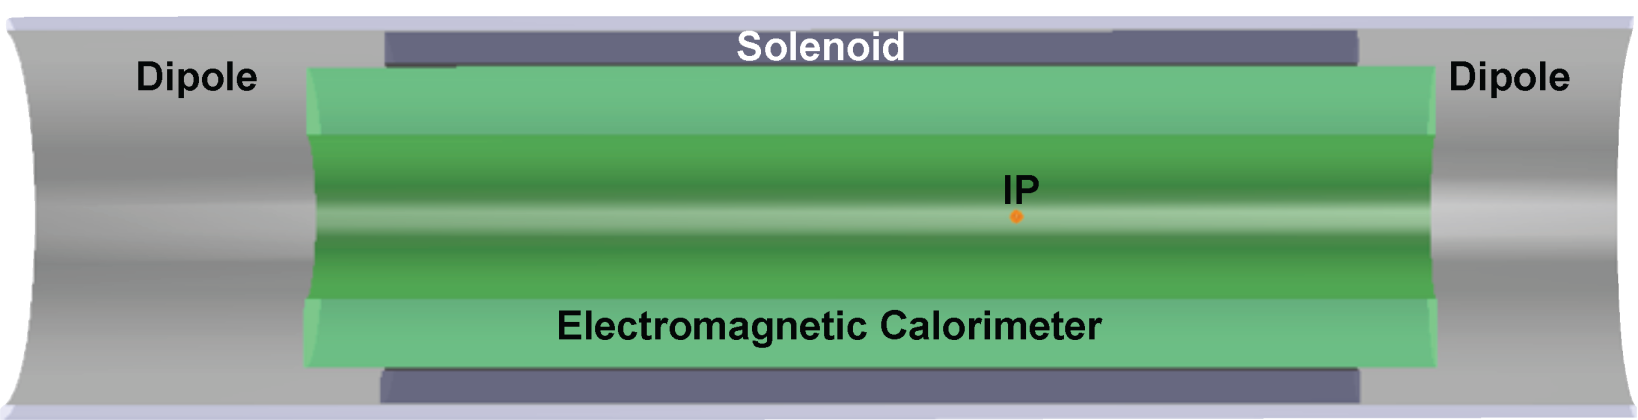 Solenoid
Dipole
Dipole
IP
Electromagnetic Calorimeter